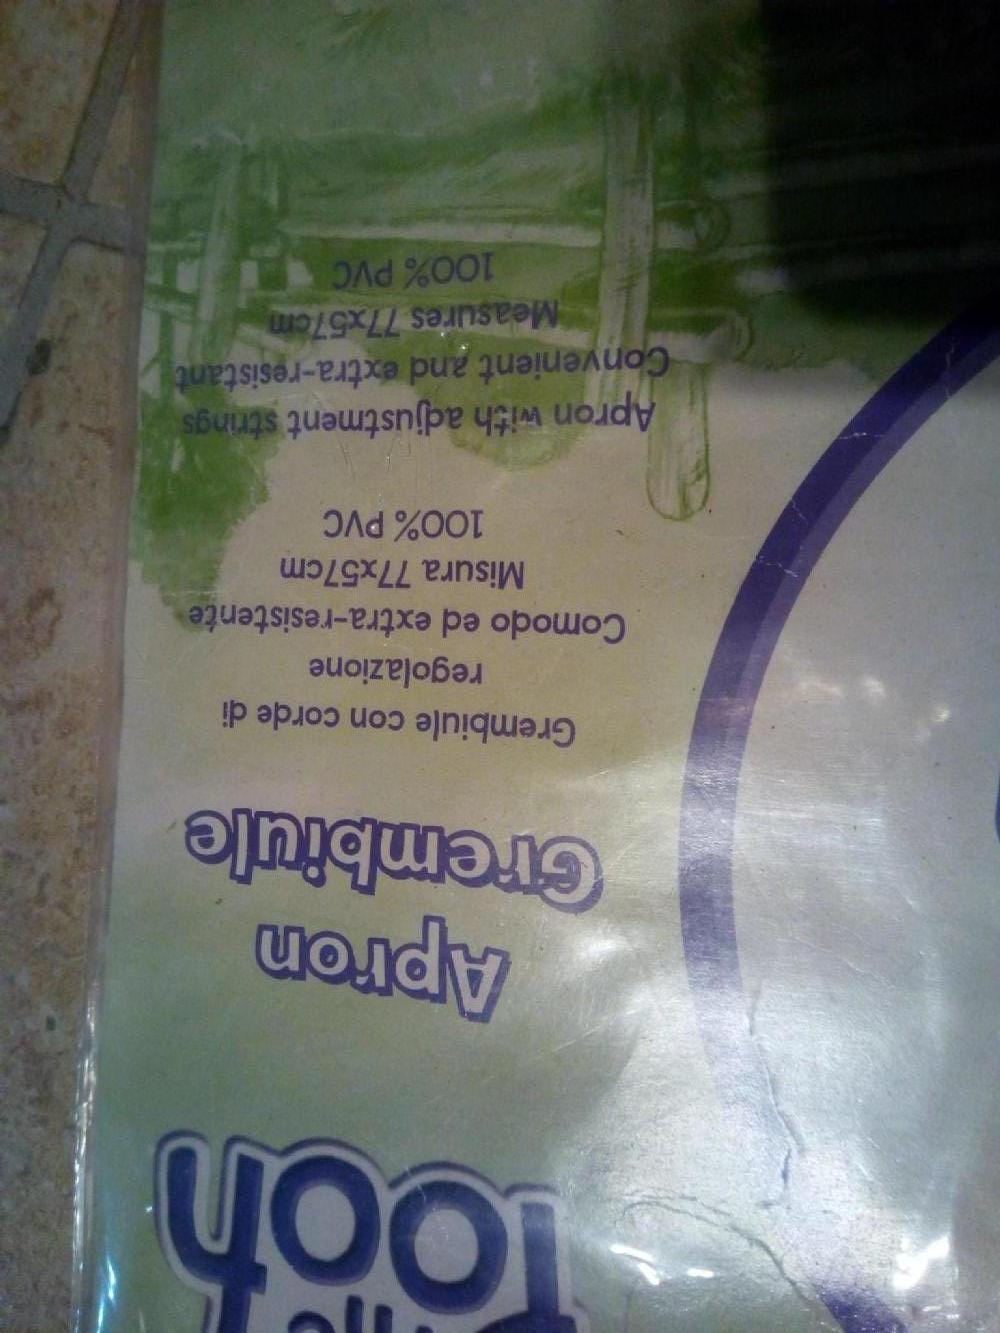 Apron
Grembiule
Grembiule con corde di
regolazione
Comodo ed extra-resistente
Misura 77x57cm
100% PVC
Apron with adjustment strings
Convenient and extra-resistant
Measures 77x57cm
100% PVC